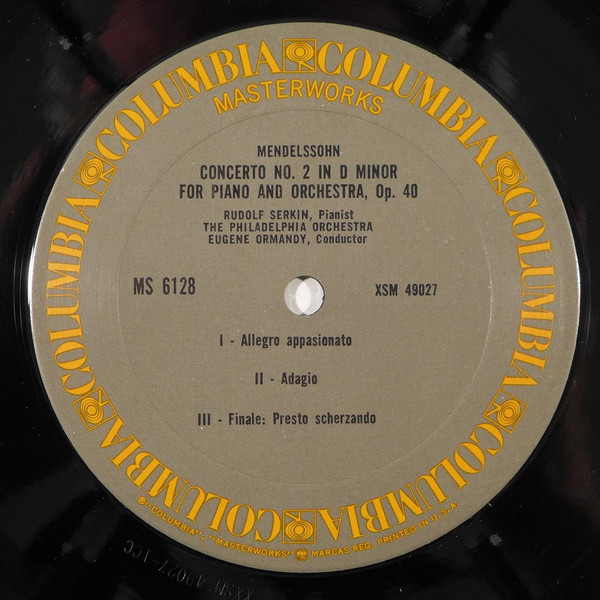 COLUMBIA COLUMBIA COLUMBIA COLUMBIA COLUMBIA COLUMBIA COLUMBIA
MASTERWORKS
MENDELSSOHN
CONCERTO NO. 2 IN D MINOR
FOR PIANO AND ORCHESTRA, Op. 40
RUDOLF SERKIN, Pianist
THE PHILADELPHIA ORCHESTRA
EUGENE ORMANDY, Conductor
MS 6128
XSM 49027
I - Allegro appasionato
II - Adagio
III - Finale: Presto scherzando
® "COLUMBIA", "MASTERWORKS" MARCAS REG. PRINTED IN U.S.A.